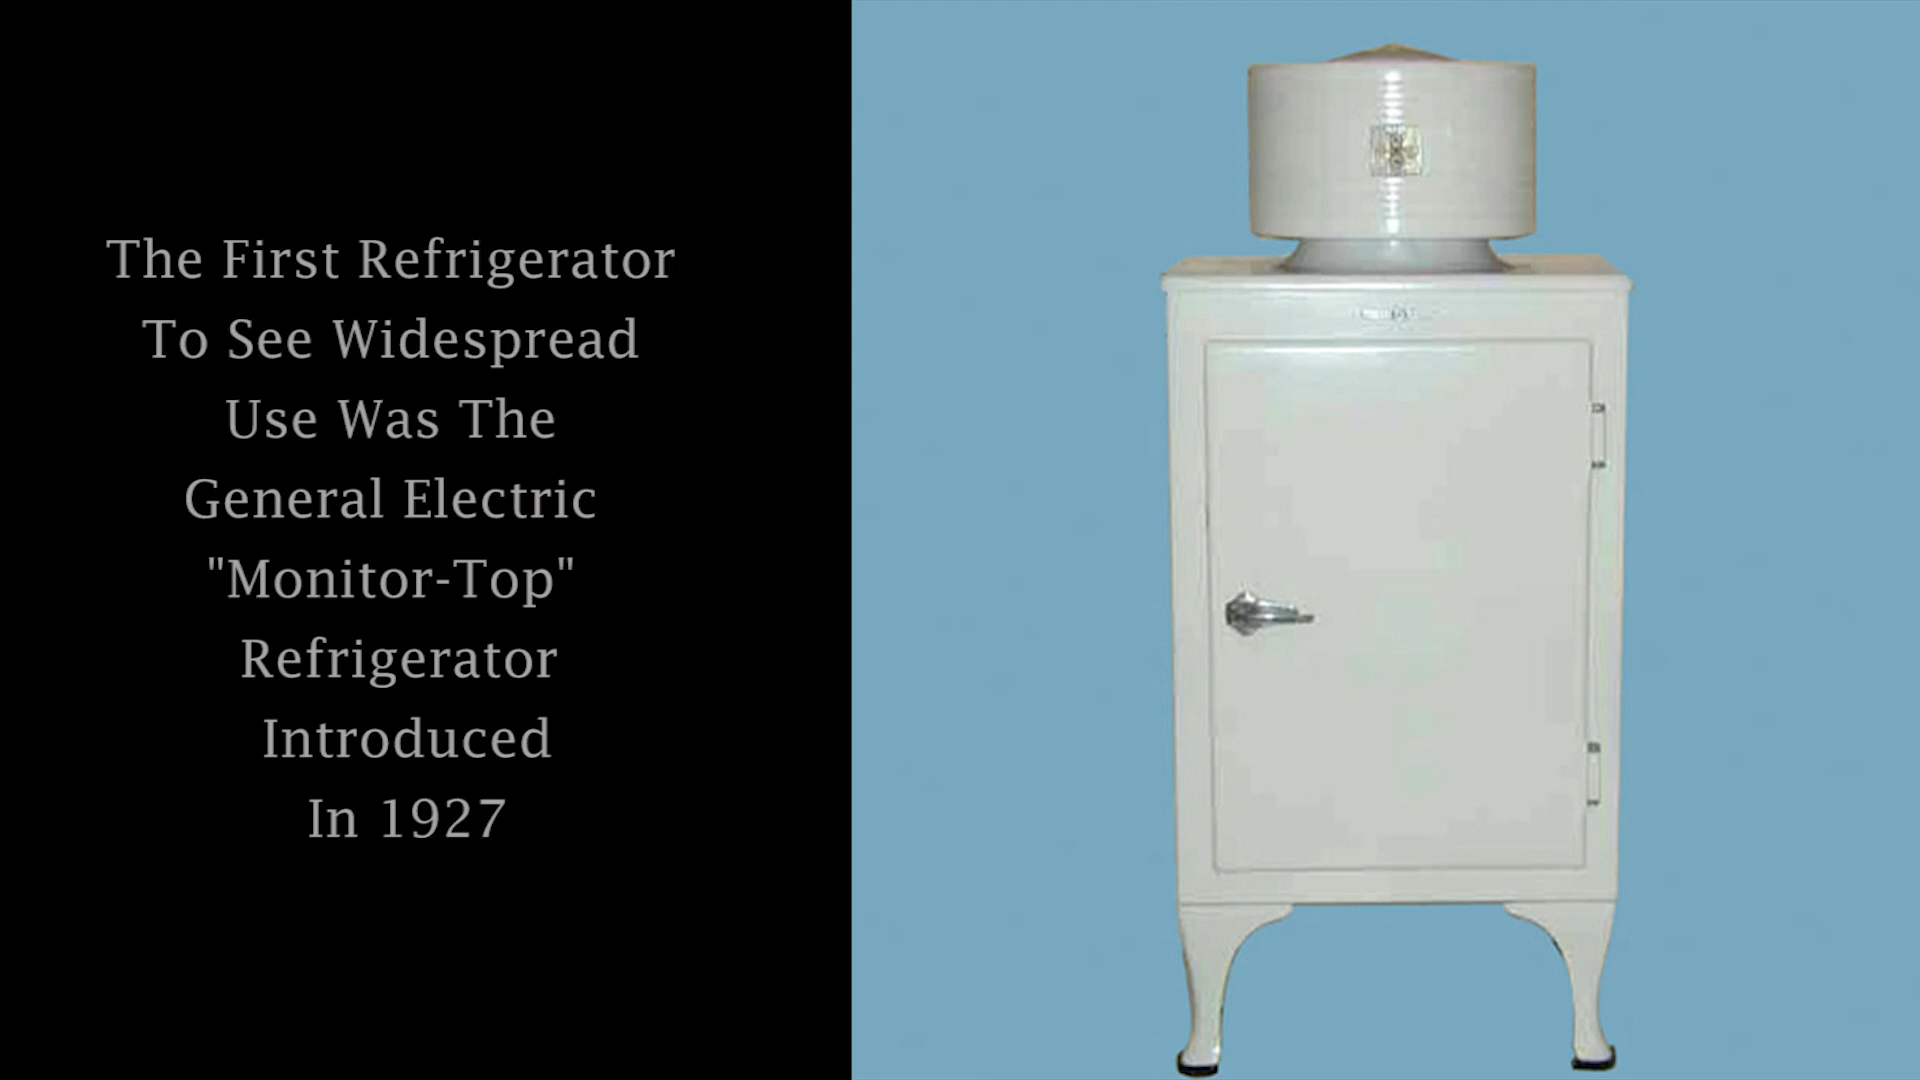 The First Refrigerator
To See Widespread
Use Was The
General Electric
"Monitor-Top"
Refrigerator
Introduced
In 1927